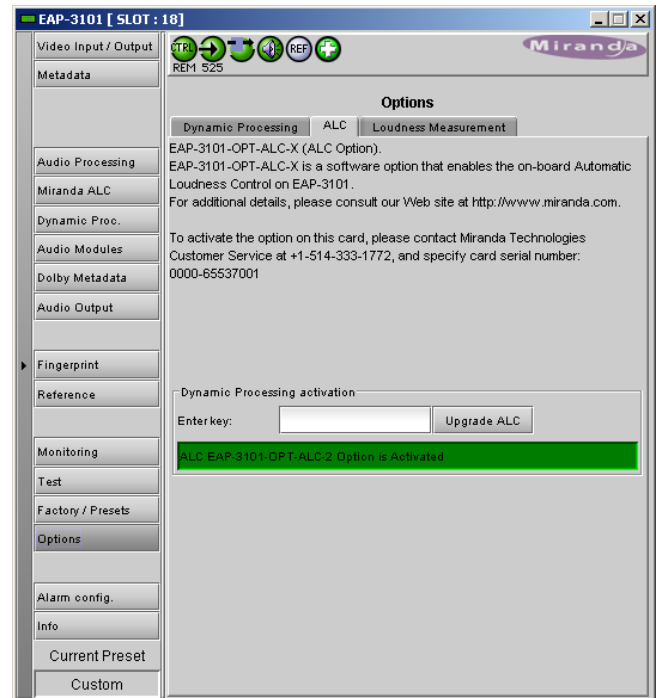 EAP-3101 [ SLOT : 18]
Video Input / Output
Metadata
Audio Processing
Miranda ALC
Dynamic Proc.
Audio Modules
Dolby Metadata
Audio Output
Fingerprint
Reference
Monitoring
Test
Factory / Presets
Options
Alarm config.
Info
Current Preset
Custom
CTRL
REF
REM 525
Miranda
Options
Dynamic Processing ALC Loudness Measurement
EAP-3101-OPT-ALC-X (ALC Option).
EAP-3101-OPT-ALC-X is a software option that enables the on-board Automatic
Loudness Control on EAP-3101.
For additional details, please consult our Web site at http://www.miranda.com.
To activate the option on this card, please contact Miranda Technologies
Customer Service at +1-514-333-1772, and specify card serial number:
0000-65537001
Dynamic Processing activation
Enter key: Upgrade ALC
ALC EAP-3101-OPT-ALC-2 Option is Activated